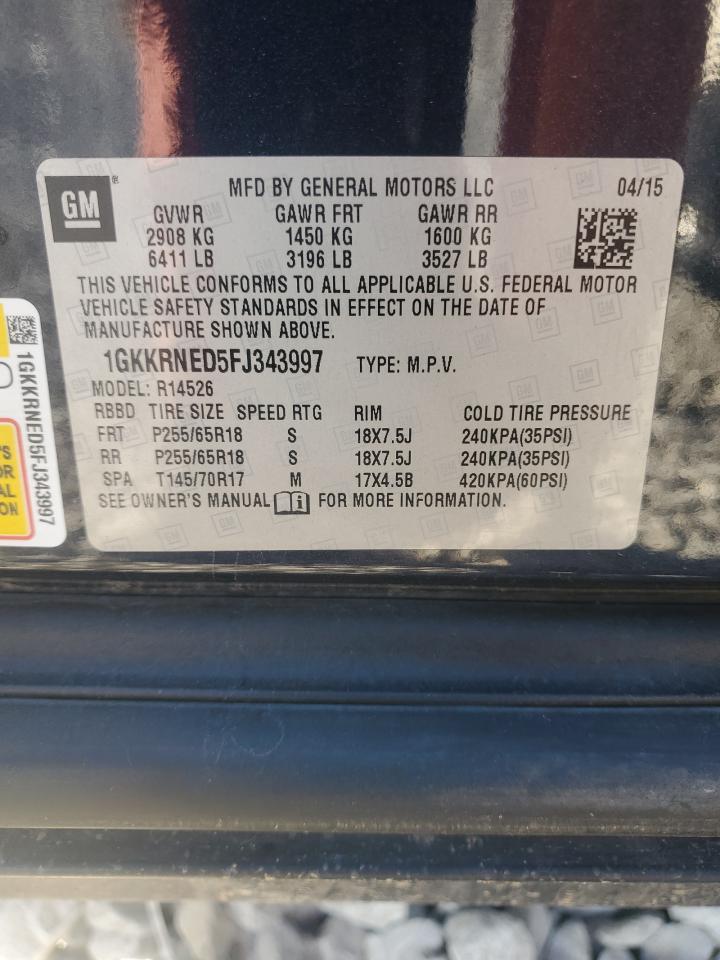 GM
MFD BY GENERAL MOTORS LLC 04/15
GVWR GAWR FRT GAWR RR
2908 KG 1450 KG 1600 KG
6411 LB 3196 LB 3527 LB
THIS VEHICLE CONFORMS TO ALL APPLICABLE U.S. FEDERAL MOTOR
VEHICLE SAFETY STANDARDS IN EFFECT ON THE DATE OF
MANUFACTURE SHOWN ABOVE.
1GKKRNED5FJ343997 TYPE: M.P.V.
MODEL: R14526
RBBD TIRE SIZE SPEED RTG RIM COLD TIRE PRESSURE
FRT P255/65R18 S 18X7.5J 240KPA(35PSI)
RR P255/65R18 S 18X7.5J 240KPA(35PSI)
SPA T145/70R17 M 17X4.5B 420KPA(60PSI)
SEE OWNER'S MANUAL i FOR MORE INFORMATION.
1GKKRNED5FJ343997
'S
OR
AL
ON